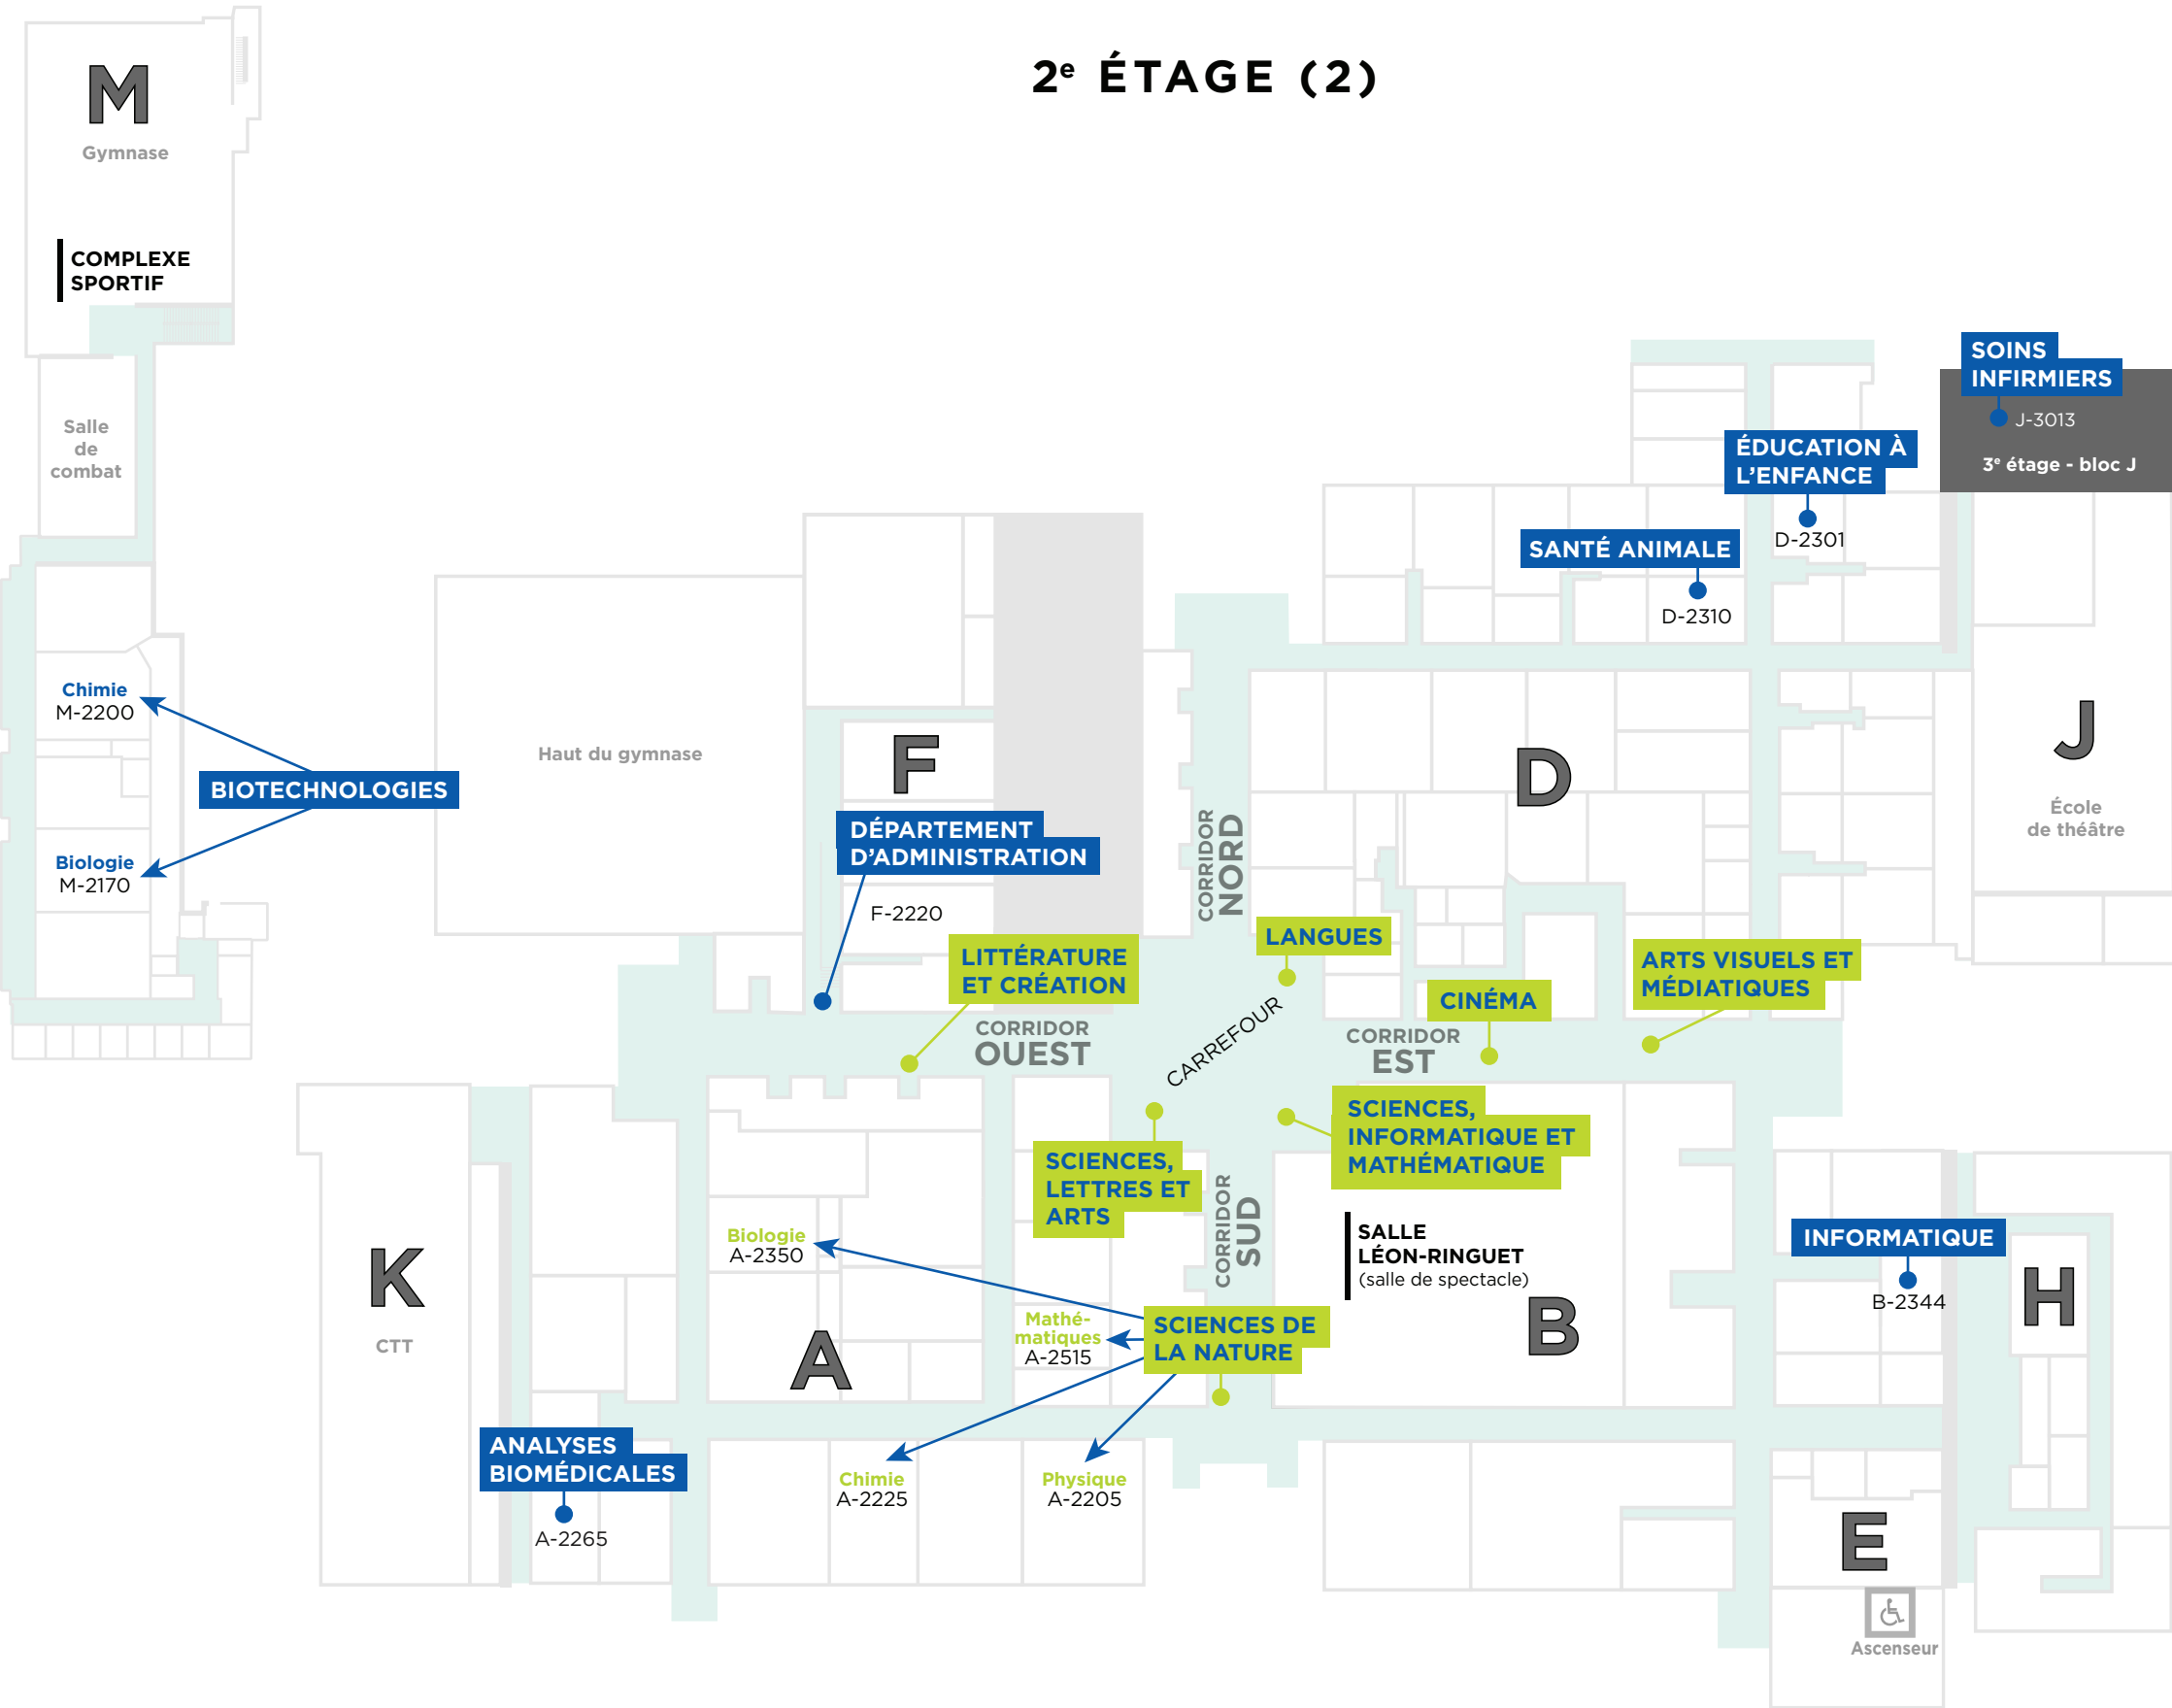 2e ÉTAGE (2)
M
Gymnase
COMPLEXE
SPORTIF
Salle
de
combat
Chimie
M-2200
BIOTECHNOLOGIES
Biologie
M-2170
Haut du gymnase
F
DÉPARTEMENT
D'ADMINISTRATION
F-2220
LITTÉRATURE
ET CRÉATION
CORRIDOR
OUEST
CORRIDOR
NORD
LANGUES
CARREFOUR
SOINS
INFIRMIERS
J-3013
3e étage - bloc J
ÉDUCATION À
L'ENFANCE
D-2301
SANTÉ ANIMALE
D-2310
D
J
École
de théâtre
CINÉMA
ARTS VISUELS ET
MÉDIATIQUES
CORRIDOR
EST
SCIENCES,
INFORMATIQUE ET
MATHÉMATIQUE
SCIENCES,
LETTRES ET
ARTS
CORRIDOR
SUD
SALLE
LÉON-RINGUET
(salle de spectacle)
B
INFORMATIQUE
B-2344
H
K
CTT
Biologie
A-2350
A
Mathé-
matiques
A-2515
SCIENCES DE
LA NATURE
ANALYSES
BIOMÉDICALES
A-2265
Chimie
A-2225
Physique
A-2205
E
Ascenseur